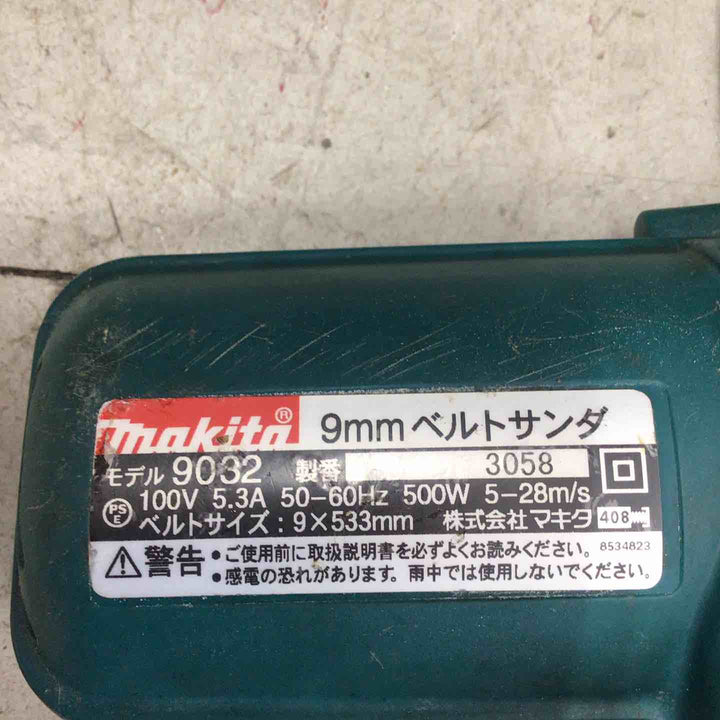 makita® 9mmベルトサンダ
モデル 9032 製番 3058
PSE 100V 5.3A 50-60Hz 500W 5-28m/s
ベルトサイズ:9×533mm 株式会社マキタ 408
警告 •ご使用前に取扱説明書を必ずよくお読みください。 8534823
•感電の恐れがあります。雨中では使用しないでください。